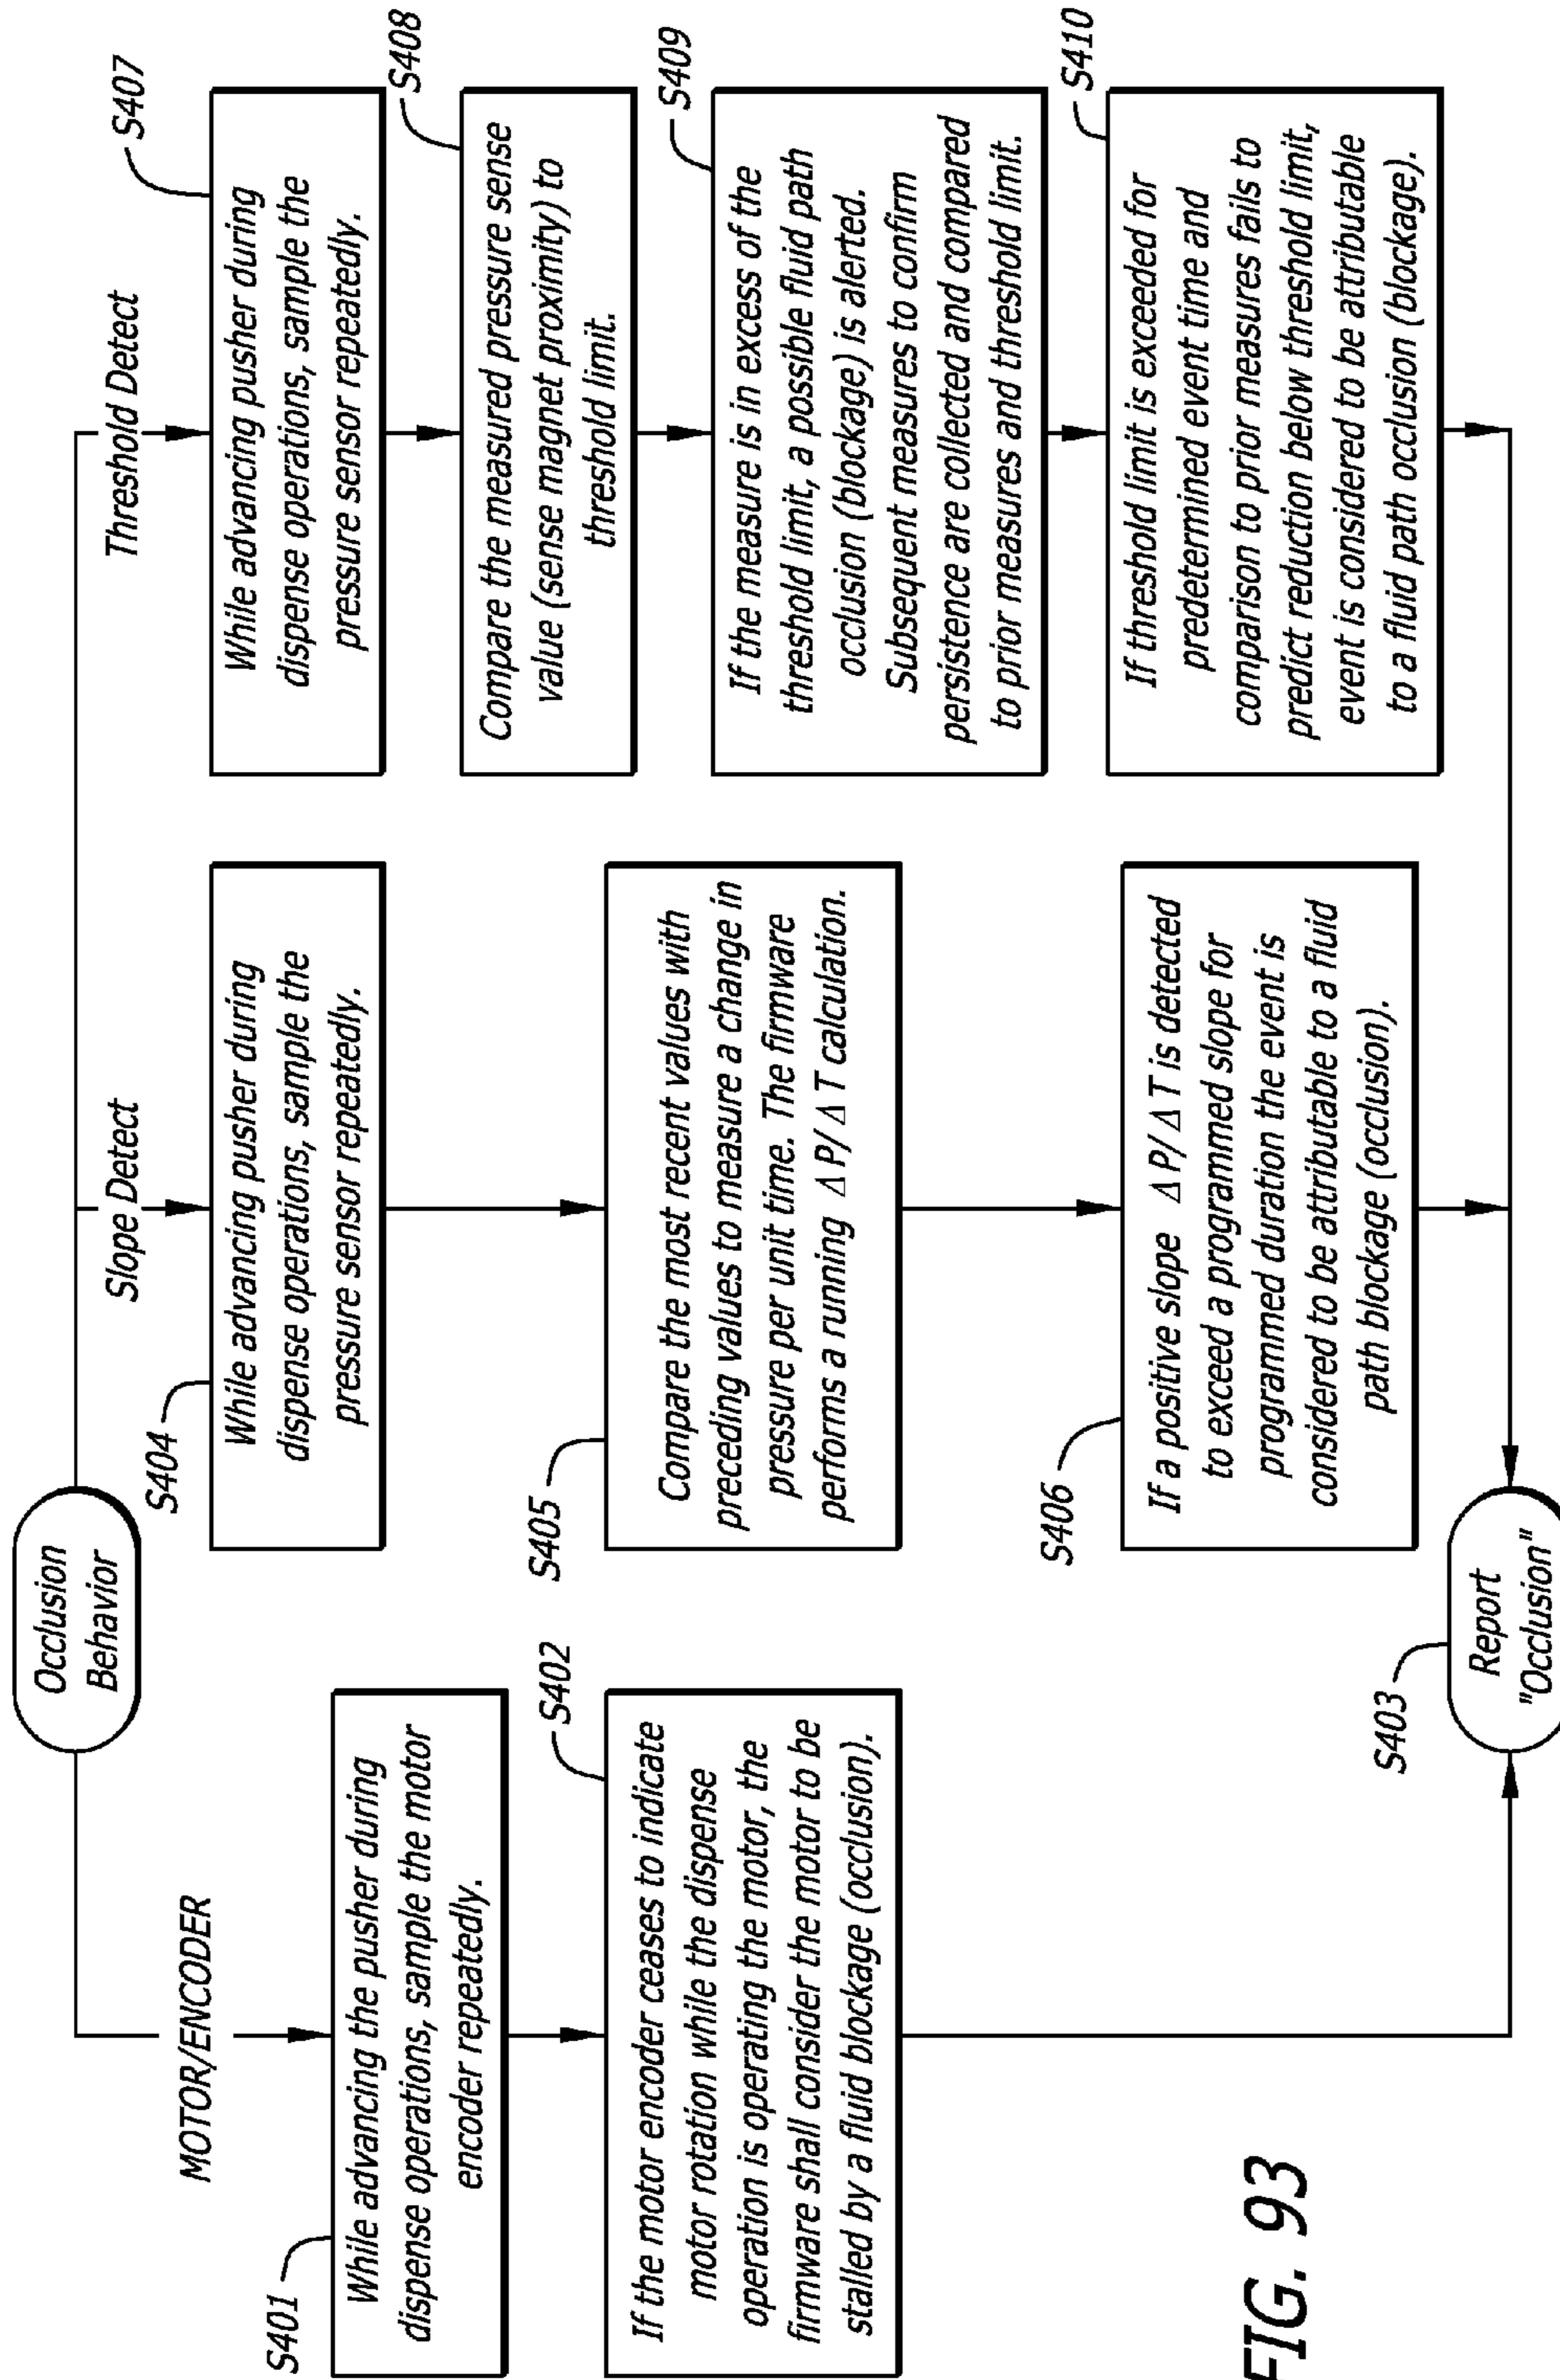 Occlusion
Behavior
MOTOR/ENCODER
S401
While advancing the pusher during
dispense operations, sample the motor
encoder repeatedly.
S402
If the motor encoder ceases to indicate
motor rotation while the dispense
operation is operating the motor, the
firmware shall consider the motor to be
stalled by a fluid blockage (occlusion).
Slope Detect
S404
While advancing pusher during
dispense operations, sample the
pressure sensor repeatedly.
S405
Compare the most recent values with
preceding values to measure a change in
pressure per unit time. The firmware
performs a running Δ P/ Δ T calculation.
S406
If a positive slope Δ P/ Δ T is detected
to exceed a programmed slope for
programmed duration the event is
considered to be attributable to a fluid
path blockage (occlusion).
Threshold Detect
S407
While advancing pusher during
dispense operations, sample the
pressure sensor repeatedly.
S408
Compare the measured pressure sense
value (sense magnet proximity) to
threshold limit.
S409
If the measure is in excess of the
threshold limit, a possible fluid path
occlusion (blockage) is alerted.
Subsequent measures to confirm
persistence are collected and compared
to prior measures and threshold limit.
S410
If threshold limit is exceeded for
predetermined event time and
comparison to prior measures fails to
predict reduction below threshold limit,
event is considered to be attributable
to a fluid path occlusion (blockage).
S403
Report
"Occlusion"
FIG. 93